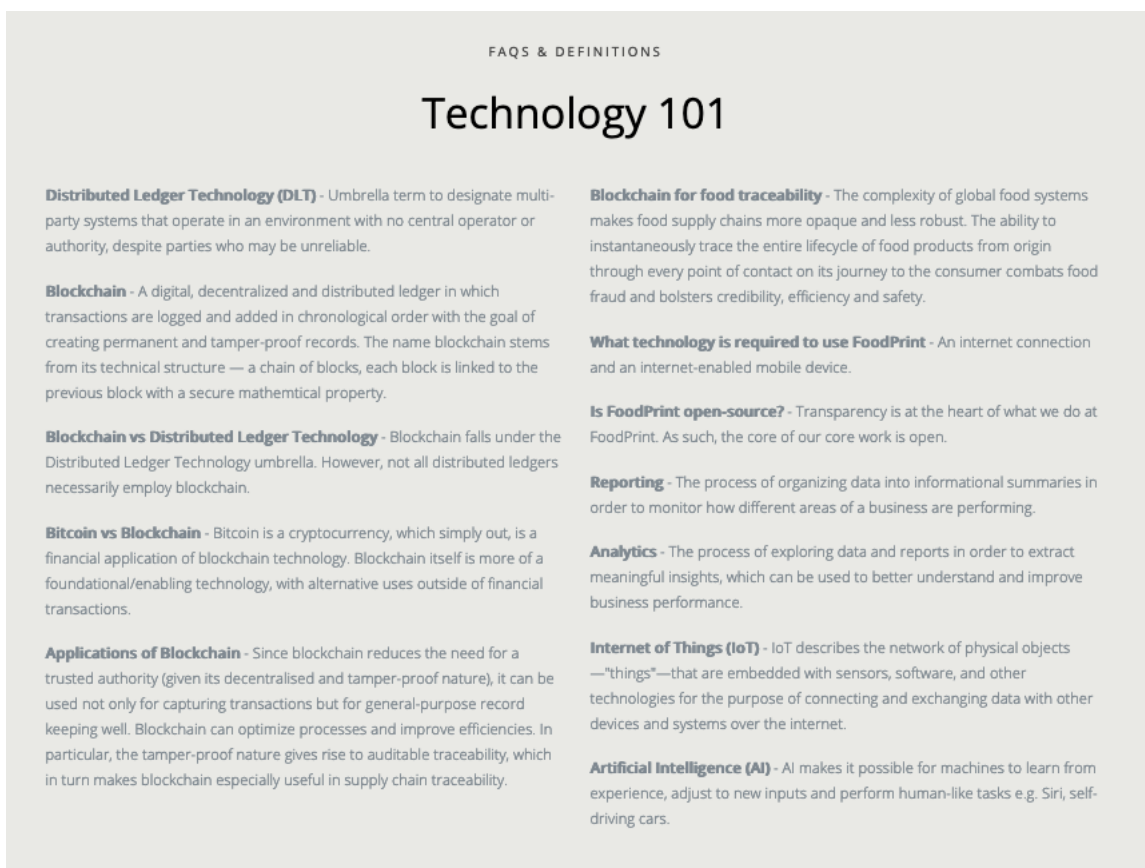 FAQS & DEFINITIONS
Technology 101
Distributed Ledger Technology (DLT) - Umbrella term to designate multi-
party systems that operate in an environment with no central operator or
authority, despite parties who may be unreliable.
Blockchain - A digital, decentralized and distributed ledger in which
transactions are logged and added in chronological order with the goal of
creating permanent and tamper-proof records. The name blockchain stems
from its technical structure — a chain of blocks, each block is linked to the
previous block with a secure mathemtical property.
Blockchain vs Distributed Ledger Technology - Blockchain falls under the
Distributed Ledger Technology umbrella. However, not all distributed ledgers
necessarily employ blockchain.
Bitcoin vs Blockchain - Bitcoin is a cryptocurrency, which simply out, is a
financial application of blockchain technology. Blockchain itself is more of a
foundational/enabling technology, with alternative uses outside of financial
transactions.
Applications of Blockchain - Since blockchain reduces the need for a
trusted authority (given its decentralised and tamper-proof nature), it can be
used not only for capturing transactions but for general-purpose record
keeping well. Blockchain can optimize processes and improve efficiencies. In
particular, the tamper-proof nature gives rise to auditable traceability, which
in turn makes blockchain especially useful in supply chain traceability.
Blockchain for food traceability - The complexity of global food systems
makes food supply chains more opaque and less robust. The ability to
instantaneously trace the entire lifecycle of food products from origin
through every point of contact on its journey to the consumer combats food
fraud and bolsters credibility, efficiency and safety.
What technology is required to use FoodPrint - An internet connection
and an internet-enabled mobile device.
Is FoodPrint open-source? - Transparency is at the heart of what we do at
FoodPrint. As such, the core of our core work is open.
Reporting - The process of organizing data into informational summaries in
order to monitor how different areas of a business are performing.
Analytics - The process of exploring data and reports in order to extract
meaningful insights, which can be used to better understand and improve
business performance.
Internet of Things (IoT) - IoT describes the network of physical objects
—"things"—that are embedded with sensors, software, and other
technologies for the purpose of connecting and exchanging data with other
devices and systems over the internet.
Artificial Intelligence (AI) - AI makes it possible for machines to learn from
experience, adjust to new inputs and perform human-like tasks e.g. Siri, self-
driving cars.